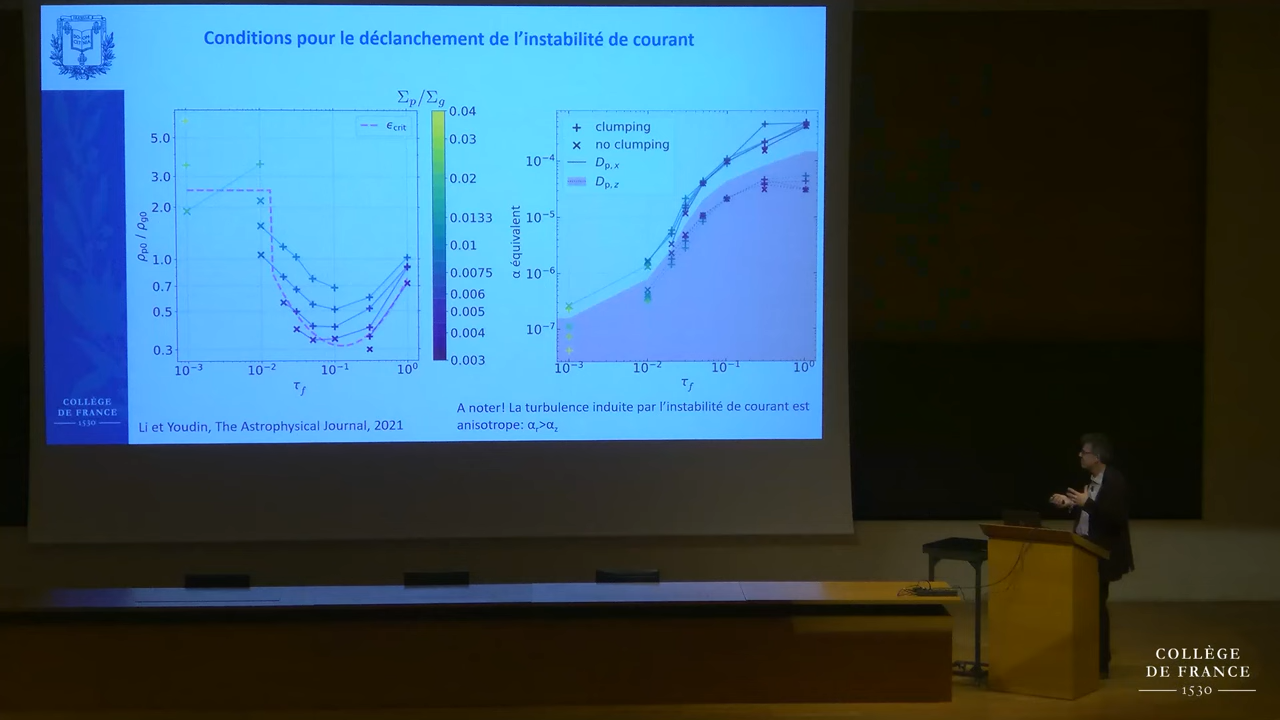 Conditions pour le déclanchement de l'instabilité de courant
Σp/Σg
5.0
3.0
2.0
1.0
0.7
0.5
0.3
ρp0 / ρg0
ϵcrit
10⁻³
10⁻²
10⁻¹
10⁰
τf
0.04
0.03
0.02
0.0133
0.01
0.0075
0.006
0.005
0.004
0.003
+ clumping
× no clumping
Dp,x
Dp,z
α équivalent
10⁻⁴
10⁻⁵
10⁻⁶
10⁻⁷
10⁻³
10⁻²
10⁻¹
10⁰
τf
COLLÈGE
DE FRANCE
1530
Li et Youdin, The Astrophysical Journal, 2021
A noter! La turbulence induite par l'instabilité de courant est
anisotrope: αr>αz
COLLÈGE
DE FRANCE
1530